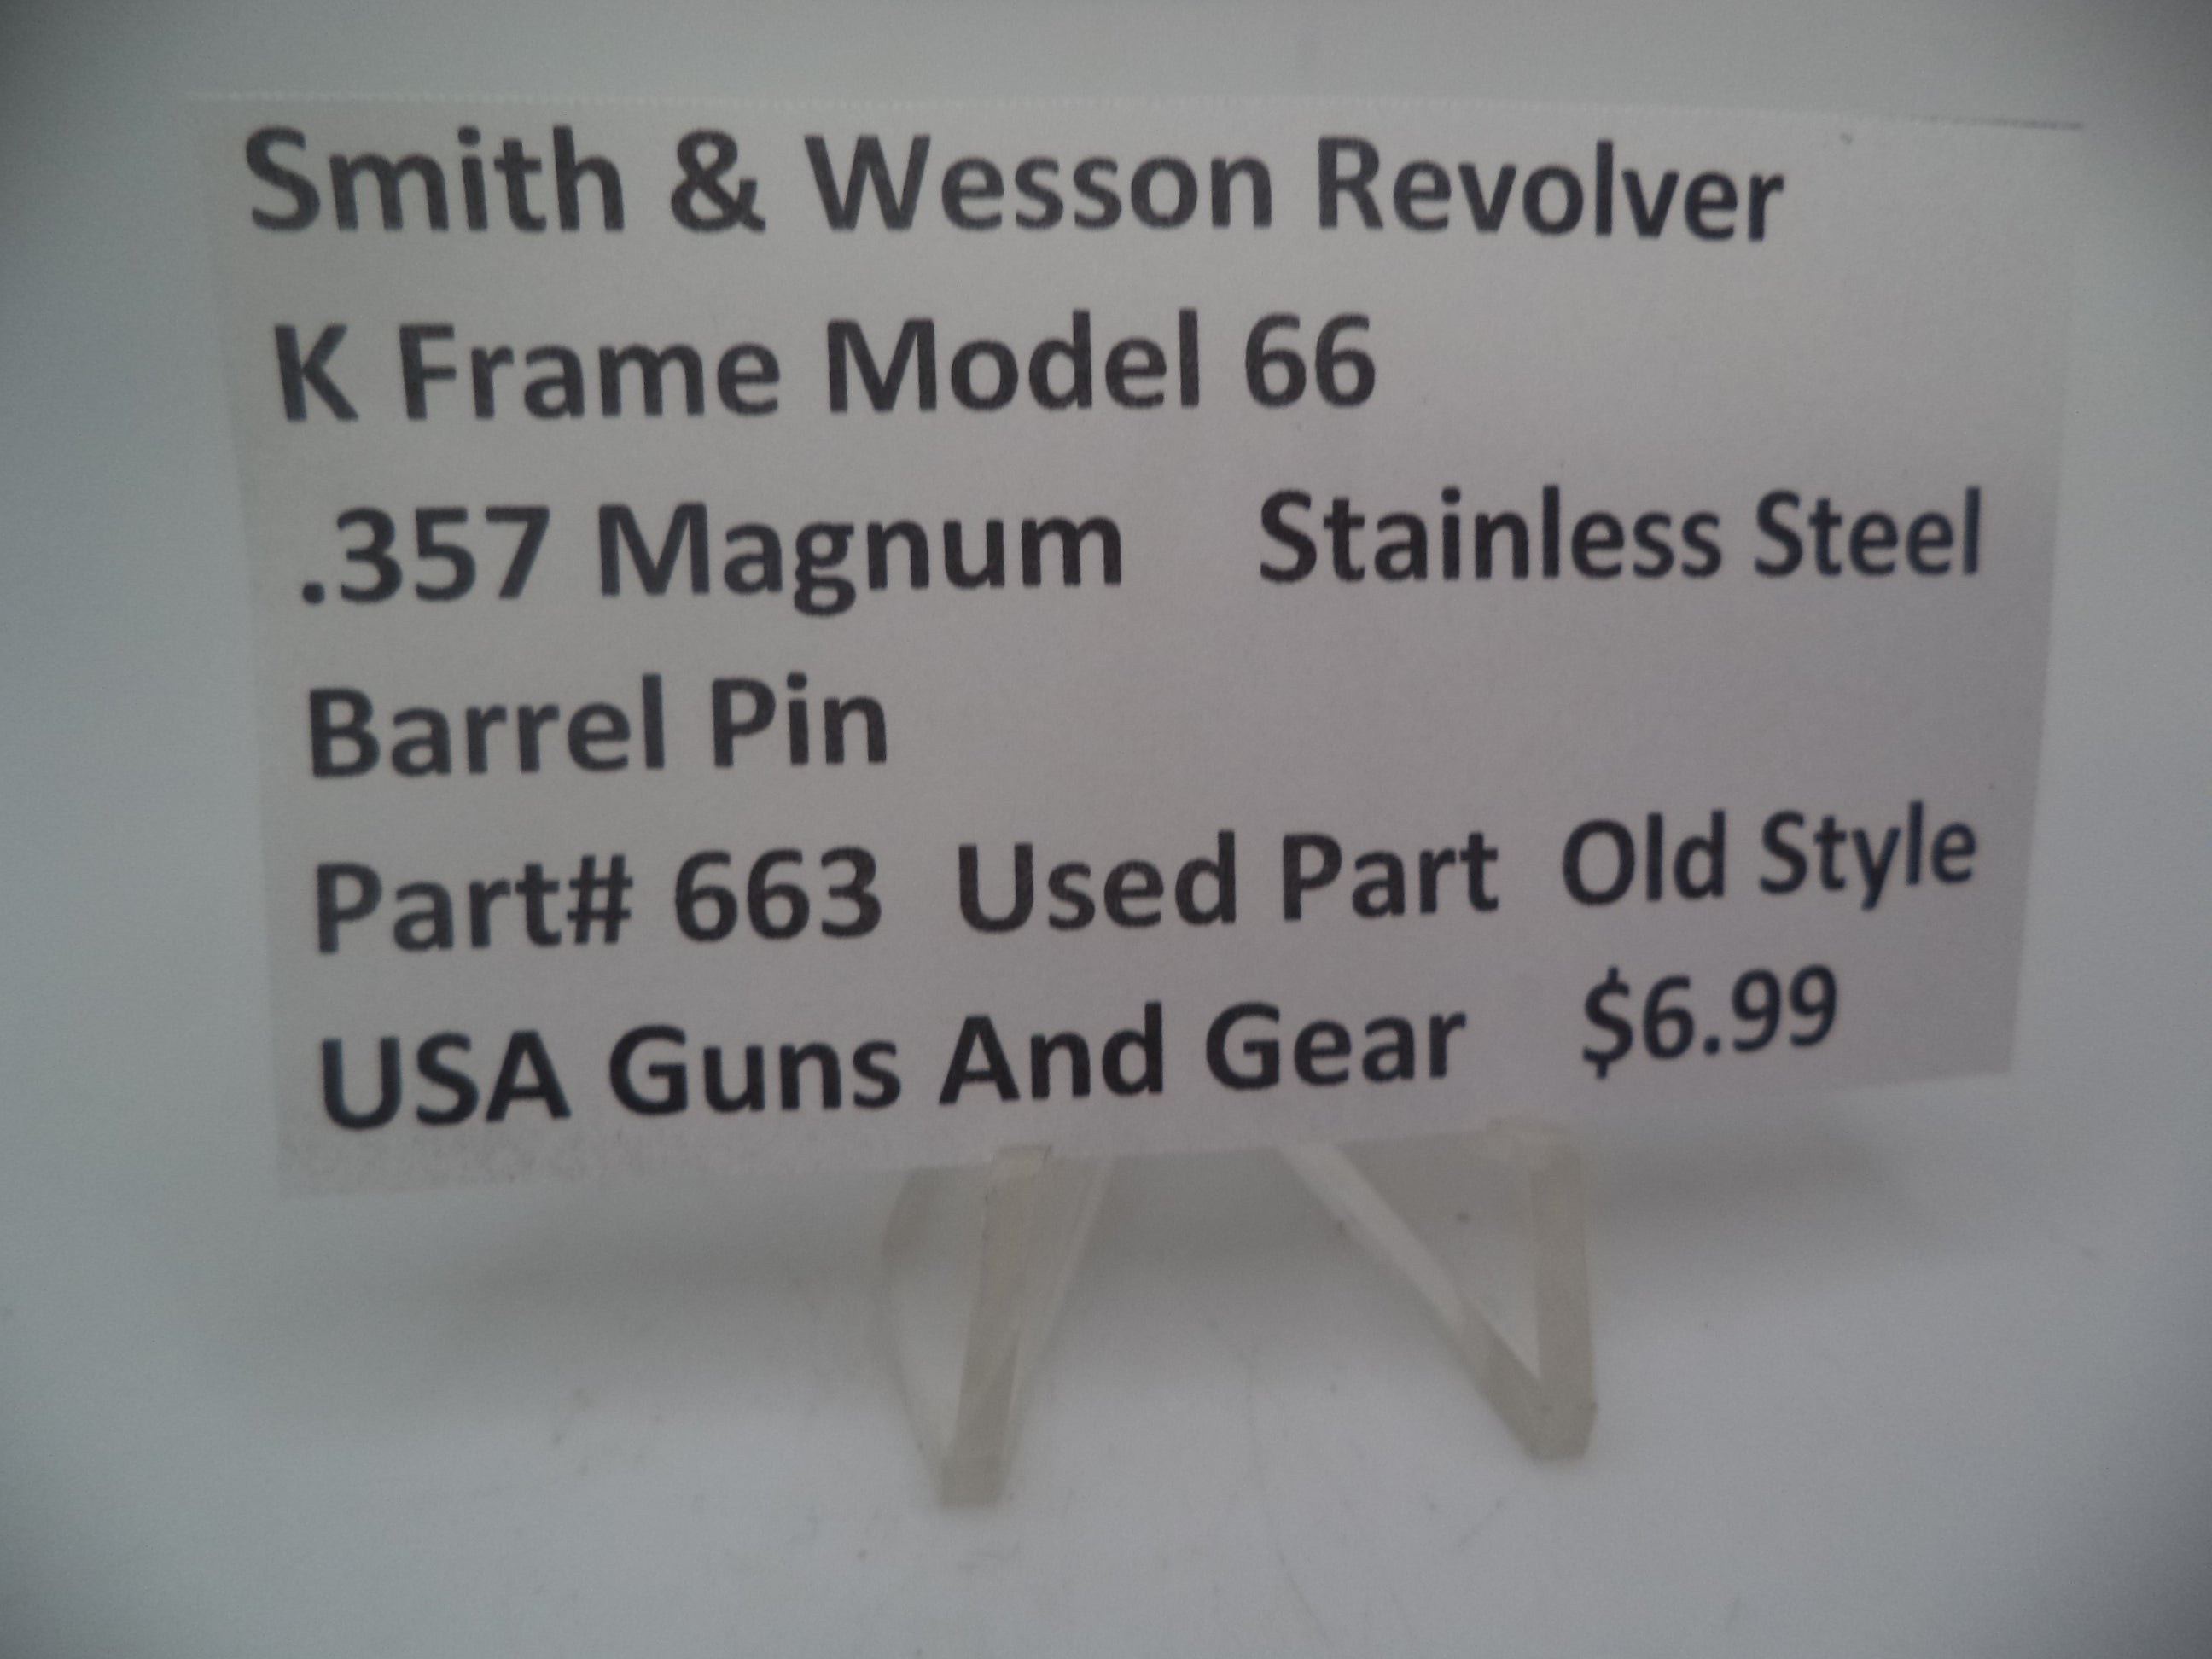 Smith & Wesson Revolver
K Frame Model 66
.357 Magnum Stainless Steel
Barrel Pin
Part# 663 Used Part Old Style
USA Guns And Gear $6.99